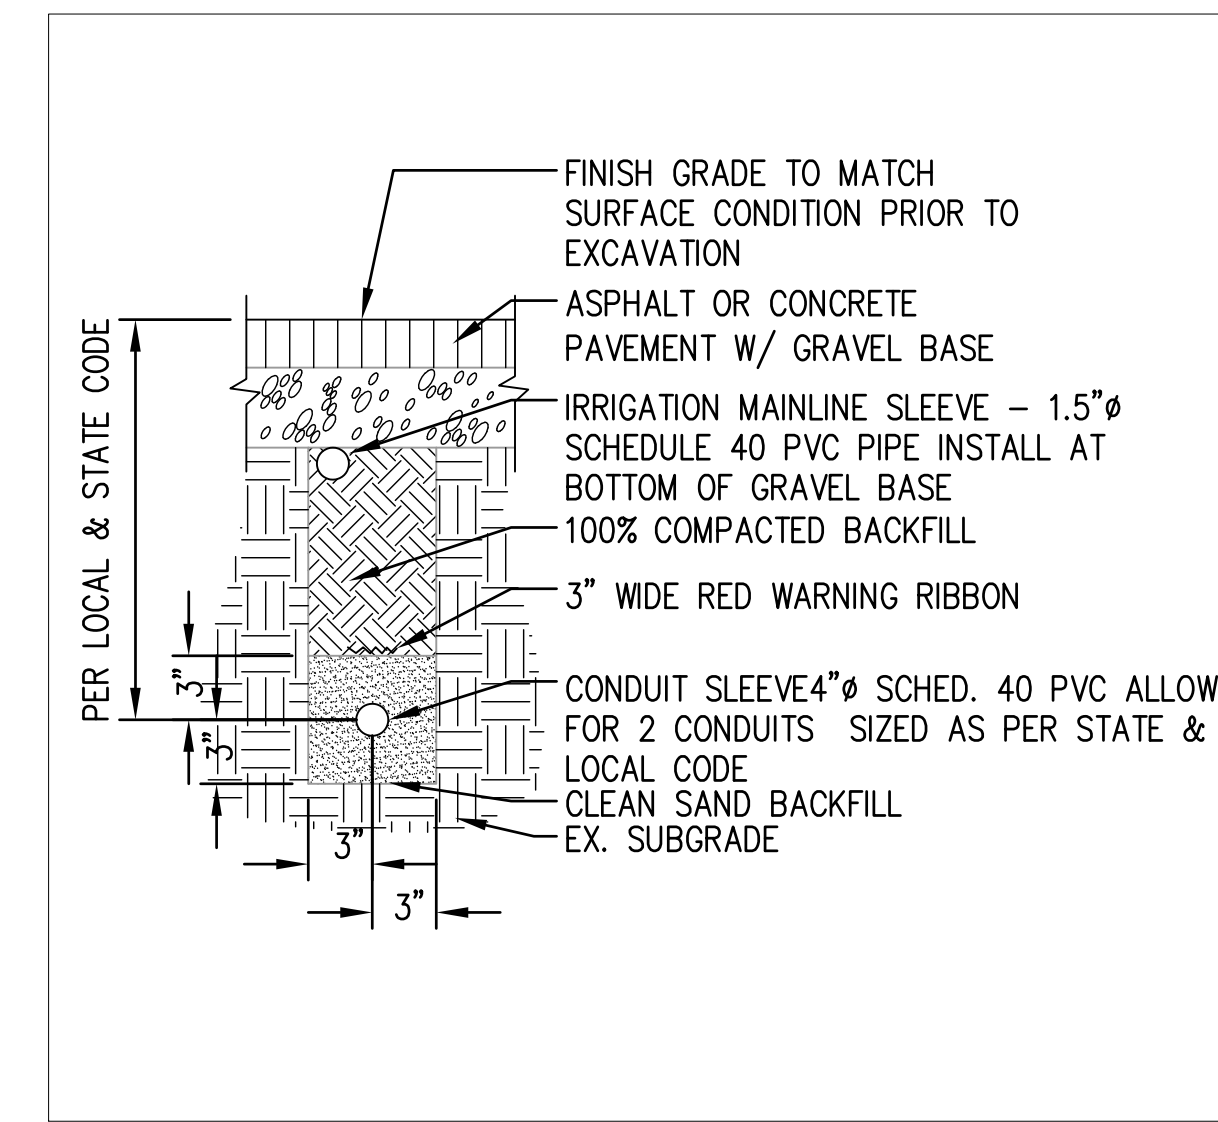 FINISH GRADE TO MATCH
SURFACE CONDITION PRIOR TO
EXCAVATION
ASPHALT OR CONCRETE
PAVEMENT W/ GRAVEL BASE
IRRIGATION MAINLINE SLEEVE – 1.5"ø
SCHEDULE 40 PVC PIPE INSTALL AT
BOTTOM OF GRAVEL BASE
100% COMPACTED BACKFILL
3" WIDE RED WARNING RIBBON
CONDUIT SLEEVE4"ø SCHED. 40 PVC ALLOW
FOR 2 CONDUITS  SIZED AS PER STATE &
LOCAL CODE
CLEAN SAND BACKFILL
EX. SUBGRADE
PER LOCAL & STATE CODE
3"
3"
3"
3"